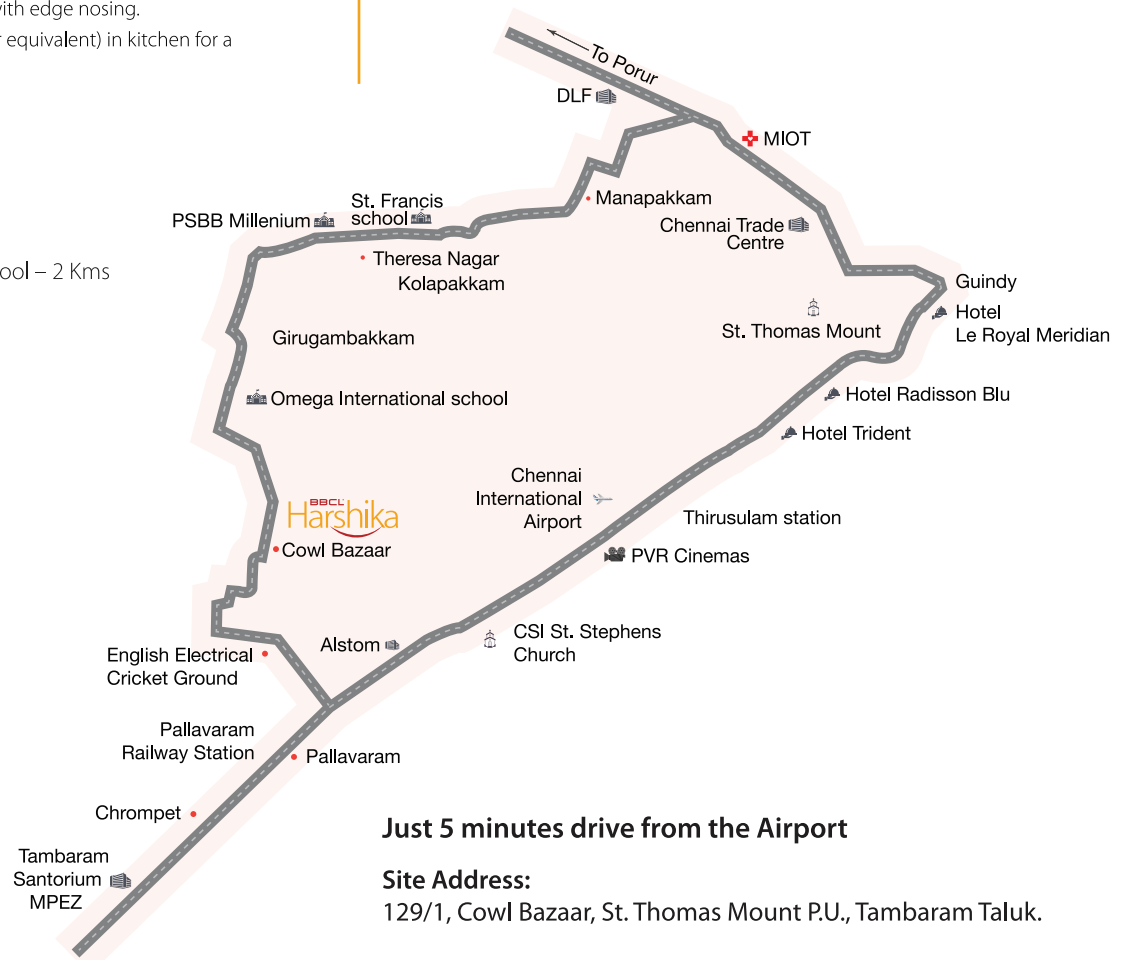 with edge nosing.
r equivalent) in kitchen for a
ool – 2 Kms
To Porur
DLF
MIOT
Manapakkam
St. Francis
school
PSBB Millenium
Chennai Trade
Centre
Theresa Nagar
Kolapakkam
Guindy
Hotel
Le Royal Meridian
St. Thomas Mount
Girugambakkam
Omega International school
Hotel Radisson Blu
Hotel Trident
Chennai
International
Airport
BBCL
Harshika
Cowl Bazaar
Thirusulam station
PVR Cinemas
CSI St. Stephens
Church
Alstom
English Electrical
Cricket Ground
Pallavaram
Railway Station
Pallavaram
Chrompet
Tambaram
Santorium
MPEZ
Just 5 minutes drive from the Airport
Site Address:
129/1, Cowl Bazaar, St. Thomas Mount P.U., Tambaram Taluk.